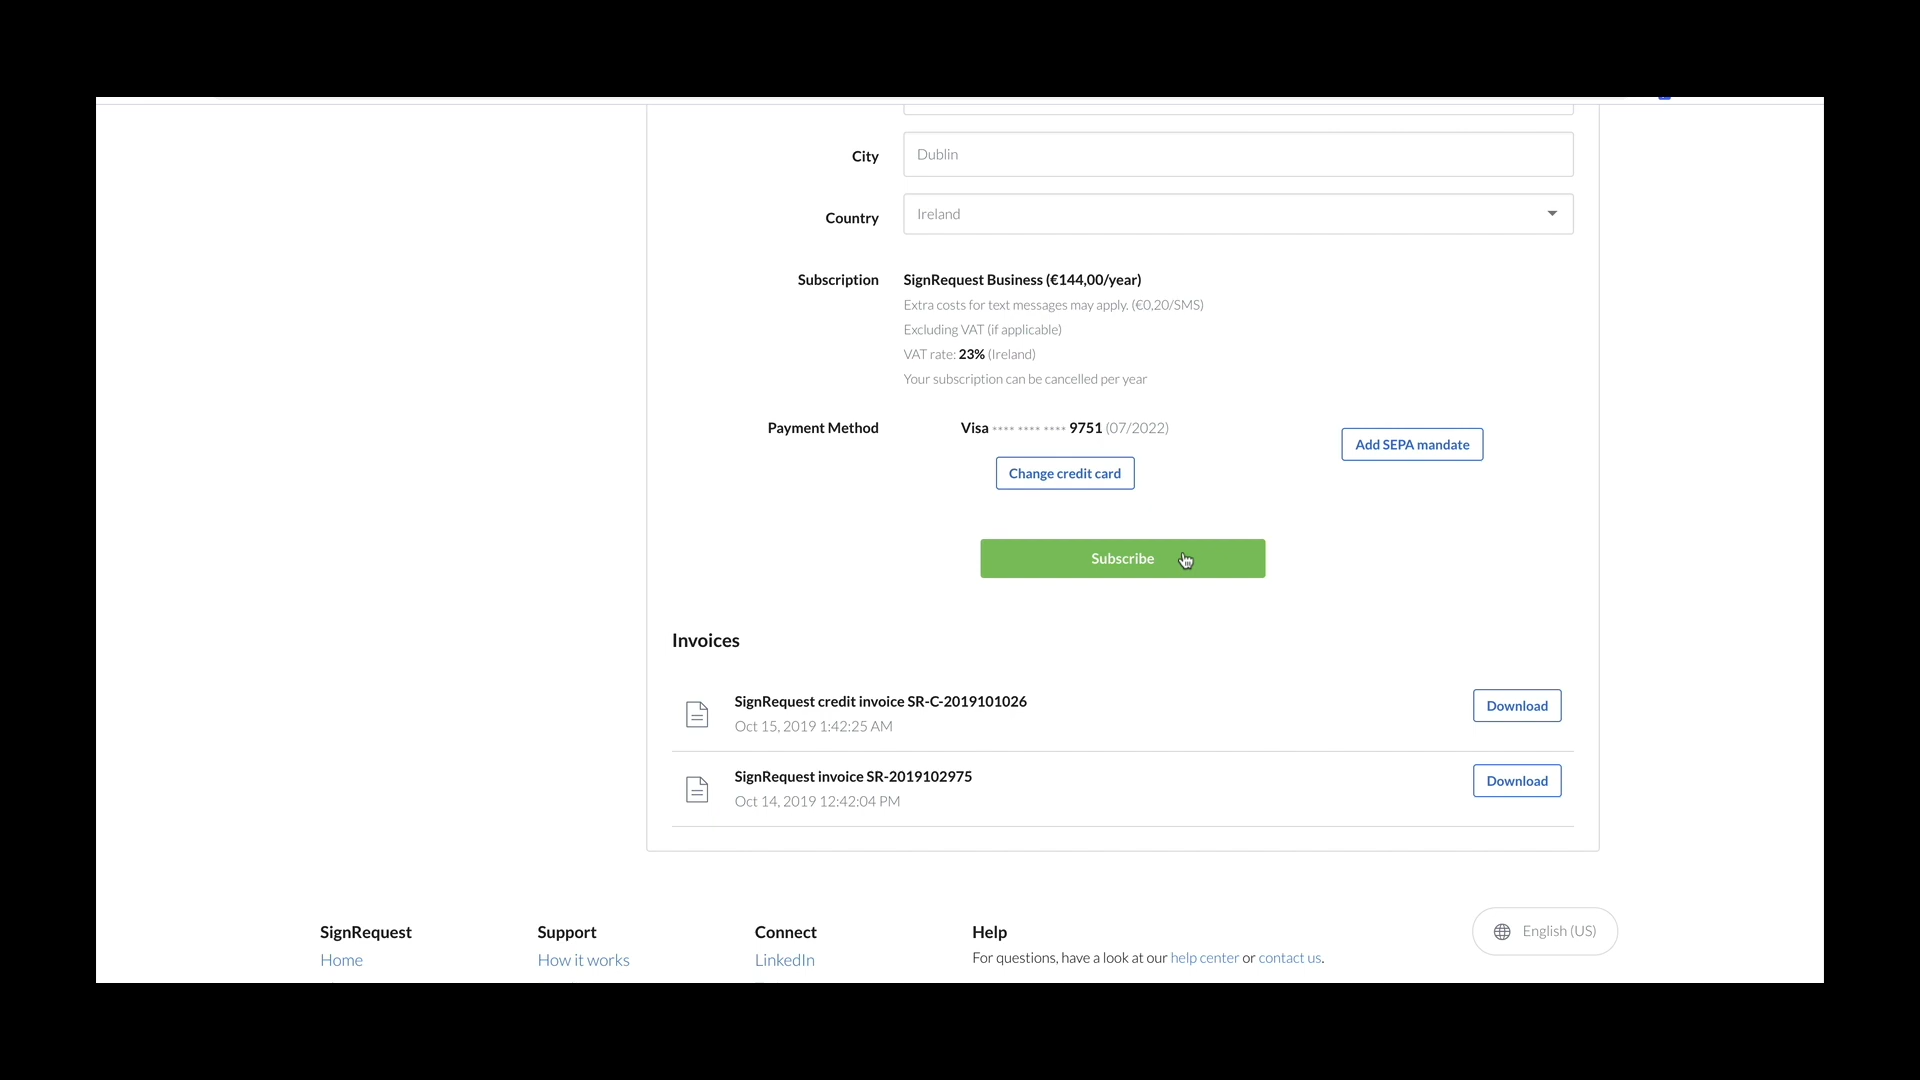 City
Dublin
Country
Ireland
Subscription
SignRequest Business (€144,00/year)
Extra costs for text messages may apply. (€0,20/SMS)
Excluding VAT (if applicable)
VAT rate: 23% (Ireland)
Your subscription can be cancelled per year
Payment Method
Visa •••• •••• •••• 9751 (07/2022)
Add SEPA mandate
Change credit card
Subscribe
Invoices
SignRequest credit invoice SR-C-2019101026
Oct 15, 2019 1:42:25 AM
Download
SignRequest invoice SR-2019102975
Oct 14, 2019 12:42:04 PM
Download
SignRequest
Home
Support
How it works
Connect
LinkedIn
Help
For questions, have a look at our help center or contact us.
English (US)